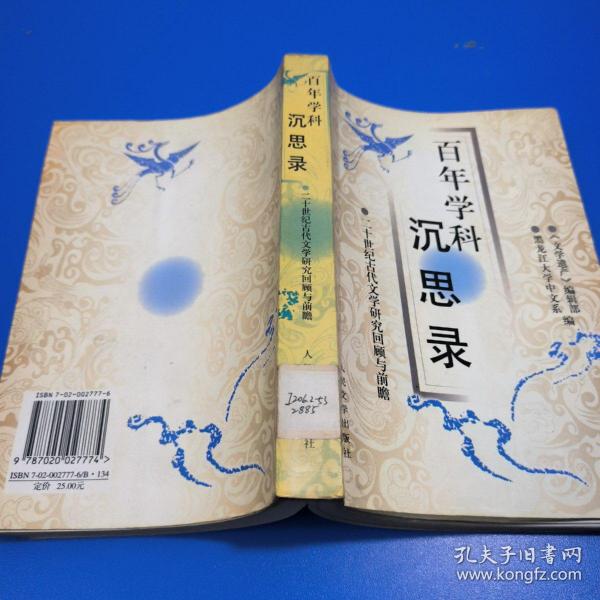 百年学科
沉思录
●二十世纪古代文学研究回顾与前瞻
●《文学遗产》编辑部
●黑龙江大学中文系 编
人民文学出版社
百年学科
沉思录
●二十世纪古代文学研究回顾与前瞻
人
社
I206.2-53
2885
ISBN 7-02-002777-6
9 787020 027774 >
ISBN 7-02-002777-6/B·134
定价 25.00元
孔夫子旧书网
www.kongfz.com